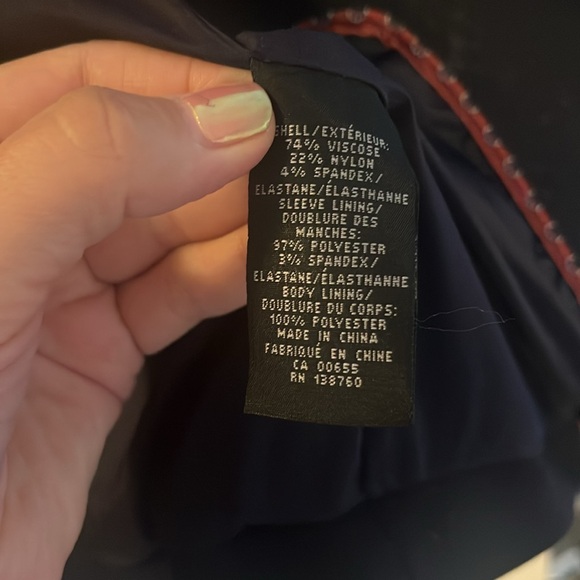 SHELL/EXTÉRIEUR:
74% VISCOSE
22% NYLON
4% SPANDEX/
ELASTANE/ÉLASTHANNE
SLEEVE LINING/
DOUBLURE DES
MANCHES:
97% POLYESTER
3% SPANDEX/
ELASTANE/ÉLASTHANNE
BODY LINING/
DOUBLURE DU CORPS:
100% POLYESTER
MADE IN CHINA
FABRIQUÉ EN CHINE
CA 00655
RN 138760